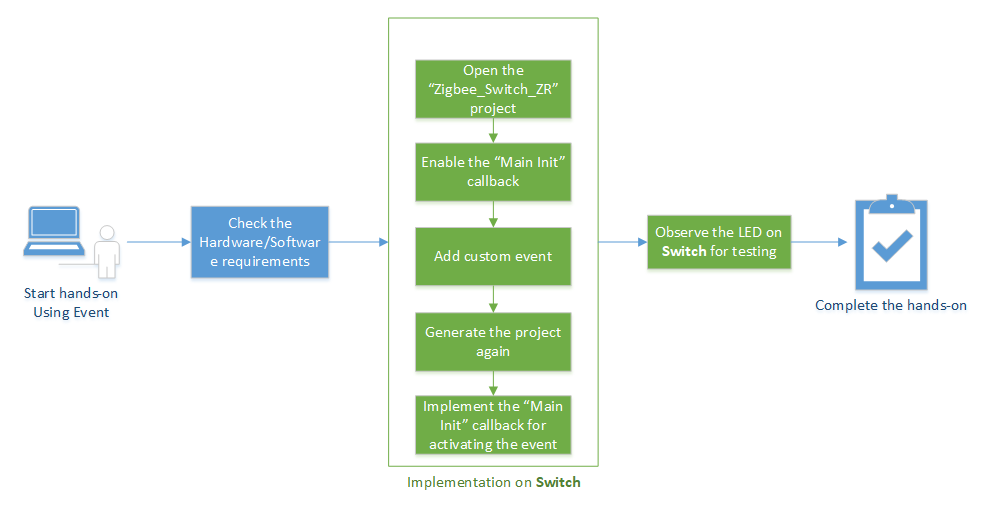 Start hands-on
Using Event
Check the
Hardware/Softwar
e requirements
Open the
“Zigbee_Switch_ZR”
project
Enable the “Main Init”
callback
Add custom event
Generate the project
again
Implement the “Main
Init” callback for
activating the event
Implementation on Switch
Observe the LED on
Switch for testing
Complete the hands-on